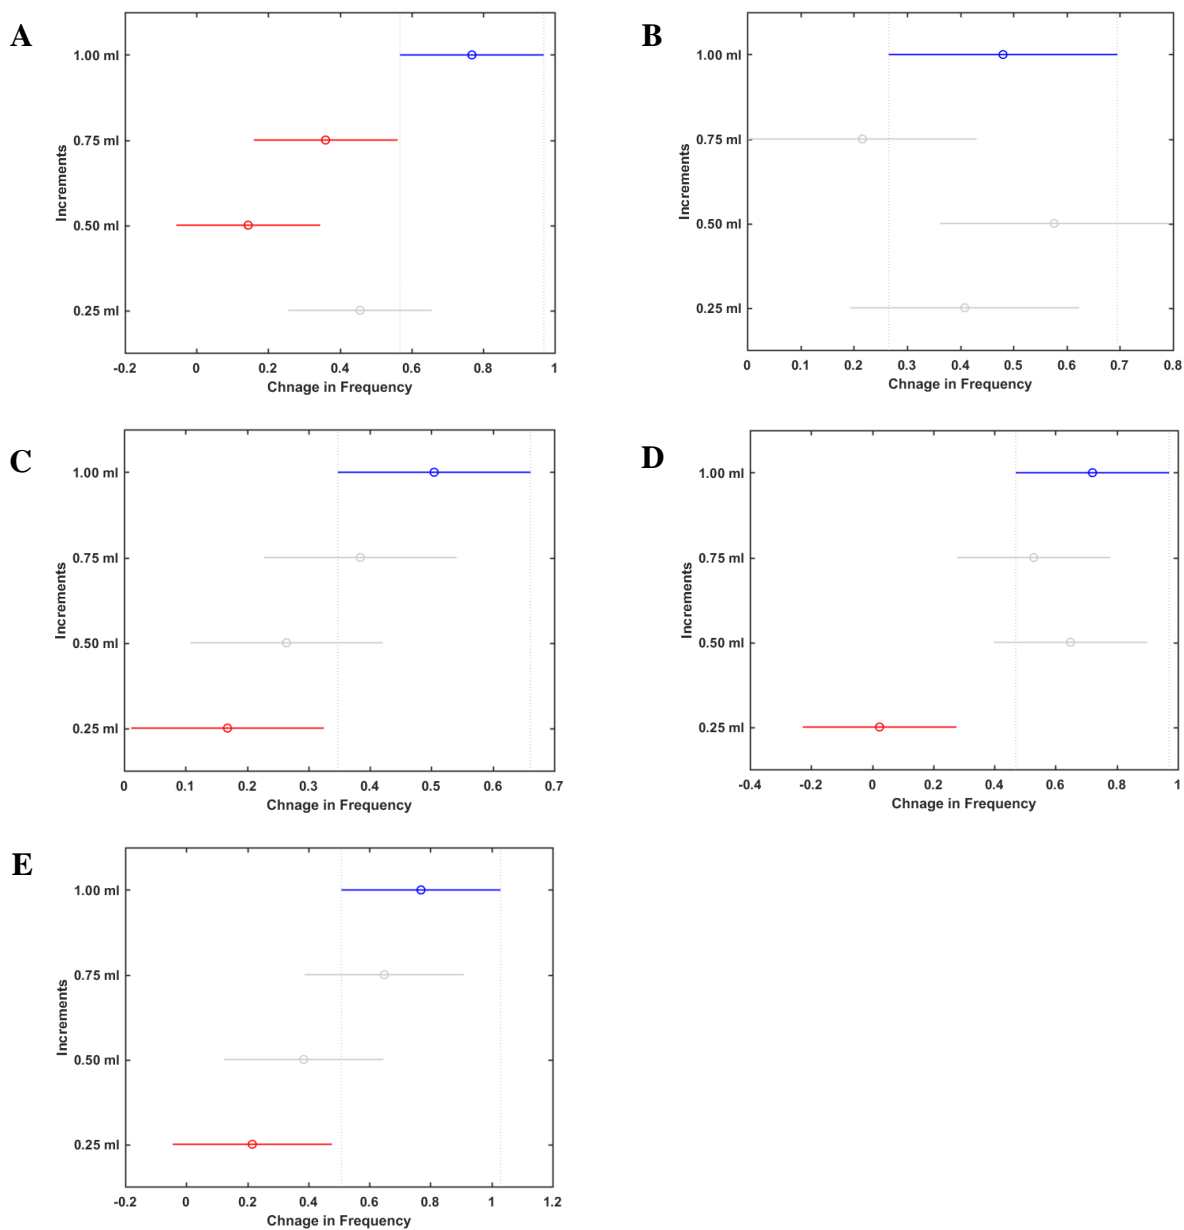 A
1.00 ml
0.75 ml
0.50 ml
0.25 ml
Increments
-0.2 0 0.2 0.4 0.6 0.8 1
Chnage in Frequency
B
1.00 ml
0.75 ml
0.50 ml
0.25 ml
Increments
0 0.1 0.2 0.3 0.4 0.5 0.6 0.7 0.8
Chnage in Frequency
C
1.00 ml
0.75 ml
0.50 ml
0.25 ml
Increments
0 0.1 0.2 0.3 0.4 0.5 0.6 0.7
Chnage in Frequency
D
1.00 ml
0.75 ml
0.50 ml
0.25 ml
Increments
-0.4 -0.2 0 0.2 0.4 0.6 0.8 1
Chnage in Frequency
E
1.00 ml
0.75 ml
0.50 ml
0.25 ml
Increments
-0.2 0 0.2 0.4 0.6 0.8 1 1.2
Chnage in Frequency